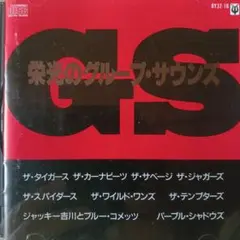 栄光のグループ・サウンズ
GS
ザ・タイガース ザ・カーナビーツ ザ・サベージ ザ・ジャガーズ
ザ・スパイダース ザ・ワイルド・ワンズ ザ・テンプターズ
ジャッキー吉川とブルー・コメッツ パープル・シャドウズ